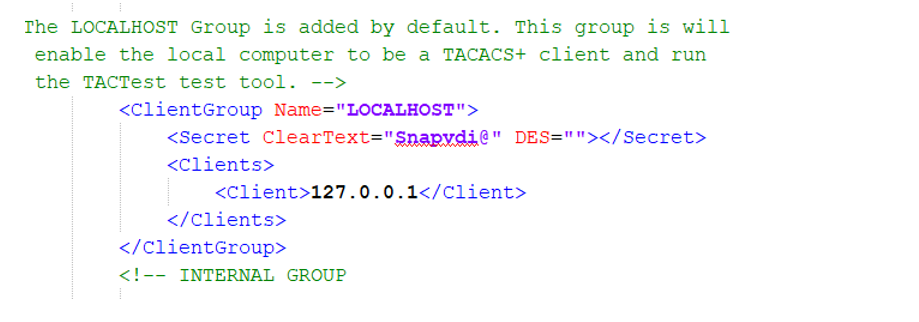 The LOCALHOST Group is added by default. This group is will
enable the local computer to be a TACACS+ client and run
the TACTest test tool. -->
<ClientGroup Name="LOCALHOST">
<Secret ClearText="Snapvdi@" DES=""></Secret>
<Clients>
<Client>127.0.0.1</Client>
</Clients>
</ClientGroup>
<!-- INTERNAL GROUP